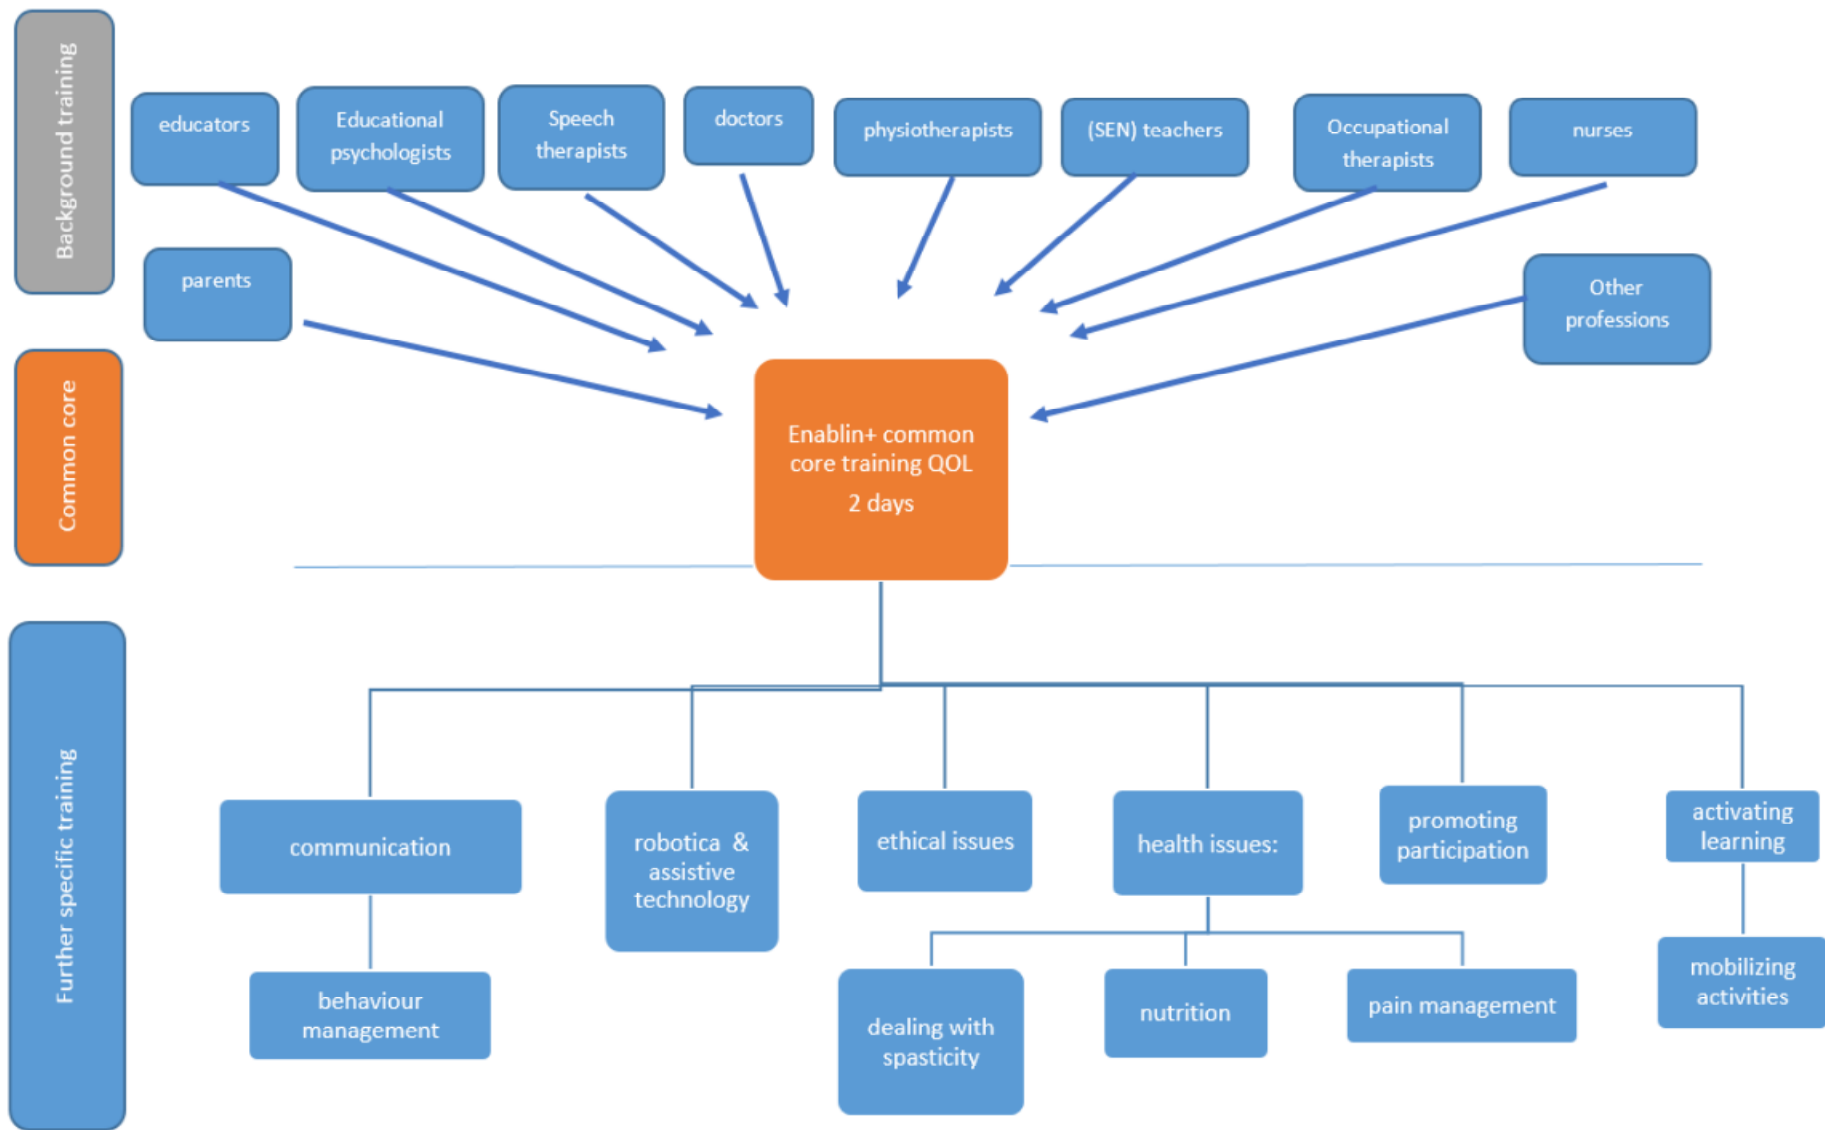 Background training
educators
Educational
psychologists
Speech
therapists
doctors
physiotherapists
(SEN) teachers
Occupational
therapists
nurses
parents
Other
professions
Common core
Enablin+ common
core training QOL
2 days
Further specific training
communication
robotica & 
assistive
technology
ethical issues
health issues:
promoting
participation
activating
learning
behaviour
management
dealing with
spasticity
nutrition
pain management
mobilizing
activities